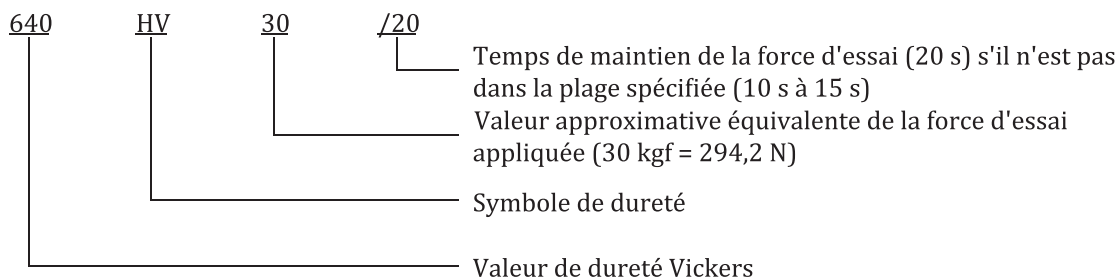 640 HV 30 /20
Temps de maintien de la force d'essai (20 s) s'il n'est pas
dans la plage spécifiée (10 s à 15 s)
Valeur approximative équivalente de la force d'essai
appliquée (30 kgf = 294,2 N)
Symbole de dureté
Valeur de dureté Vickers